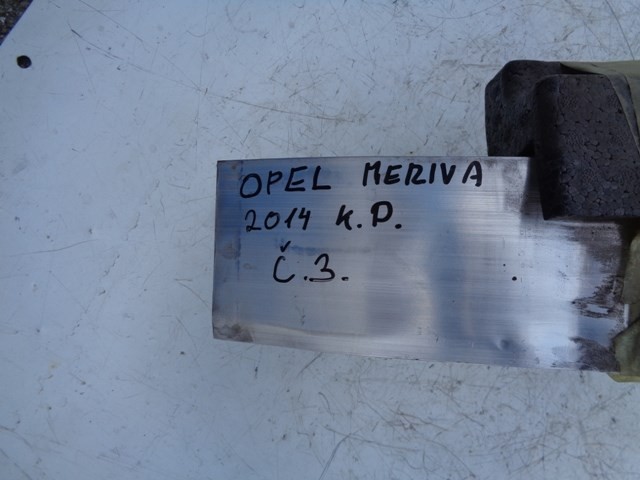 OPEL MERIVA
2014 K.D.
Č.3.